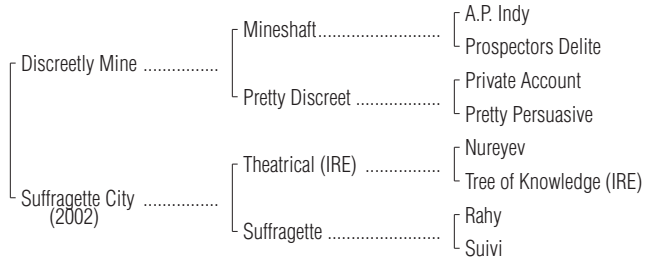 A.P. Indy
Mineshaft
Prospectors Delite
Discreetly Mine
Private Account
Pretty Discreet
Pretty Persuasive
Nureyev
Theatrical (IRE)
Tree of Knowledge (IRE)
Suffragette City
(2002)
Rahy
Suffragette
Suivi